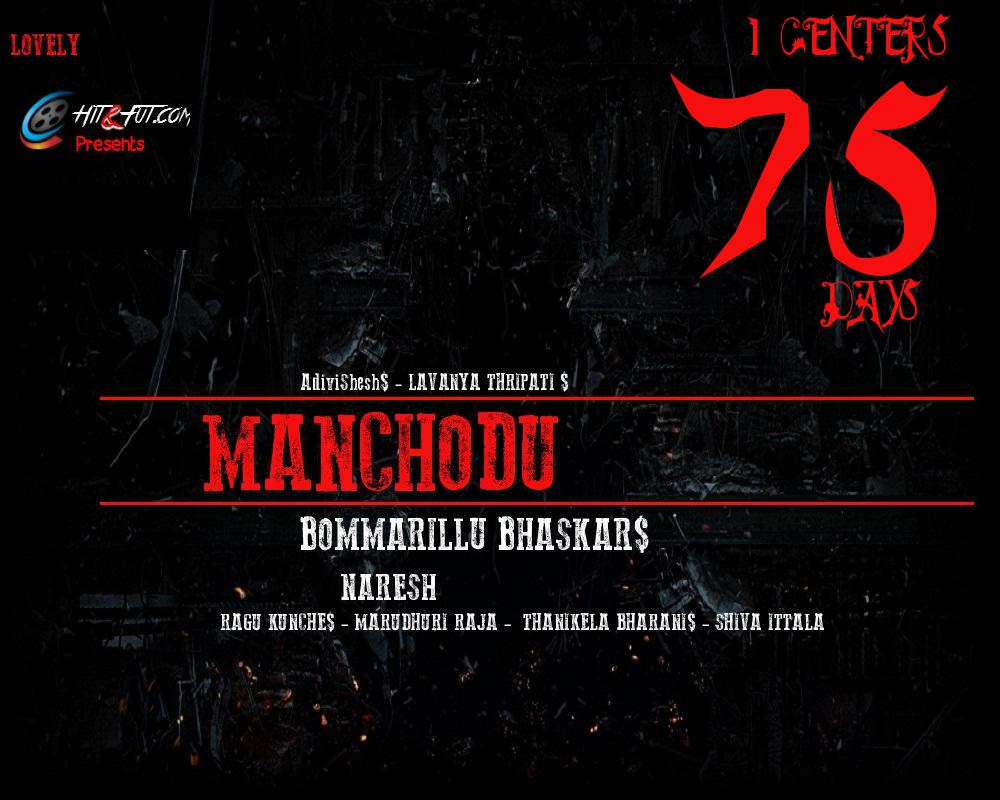 LOVELY
HIT&FUT.COM
Presents
1 CENTERS
75
DAYS
AdiviShesh$ - LAVANYA THRIPATI $
MANCHODU
BOMMARILLU BHASKAR$
NARESH
RAGU KUNCHE$ - MARUDHURI RAJA - THANIKELA BHARANI$ - SHIVA ITTALA